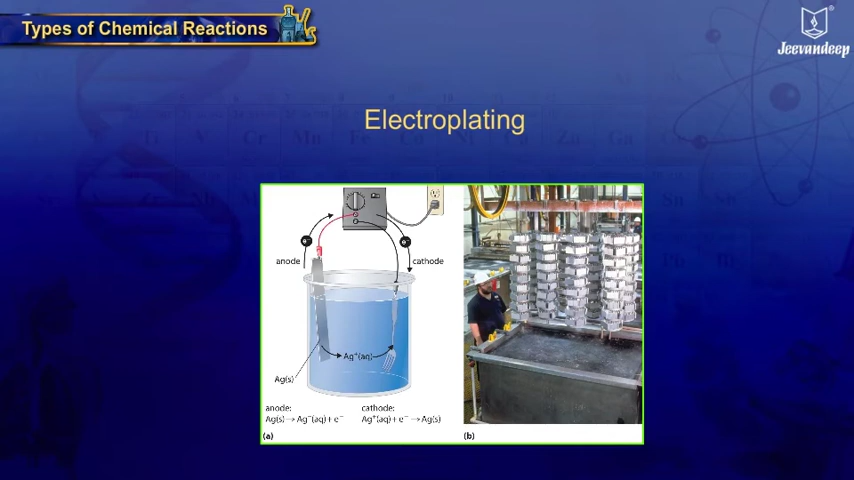 Types of Chemical Reactions
Jeevandeep
Electroplating
e⁻
e⁻
anode
cathode
Ag⁺(aq)
Ag(s)
anode:
Ag(s) → Ag⁻(aq) + e⁻
cathode:
Ag⁺(aq) + e⁻ → Ag(s)
(a)
(b)